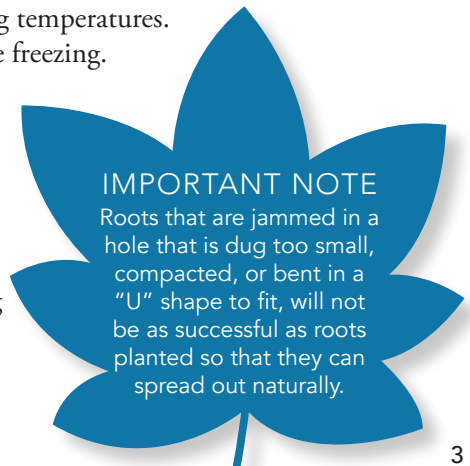 g temperatures.
e freezing.
IMPORTANT NOTE
Roots that are jammed in a
hole that is dug too small,
compacted, or bent in a
“U” shape to fit, will not
be as successful as roots
planted so that they can
spread out naturally.
g
3